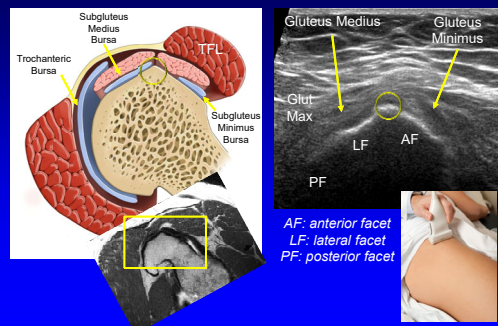 Subgluteus
Medius
Bursa
TFL
Trochanteric
Bursa
Subgluteus
Minimus
Bursa
Gluteus Medius
Gluteus
Minimus
Glut
Max
LF
AF
PF
AF: anterior facet
LF: lateral facet
PF: posterior facet